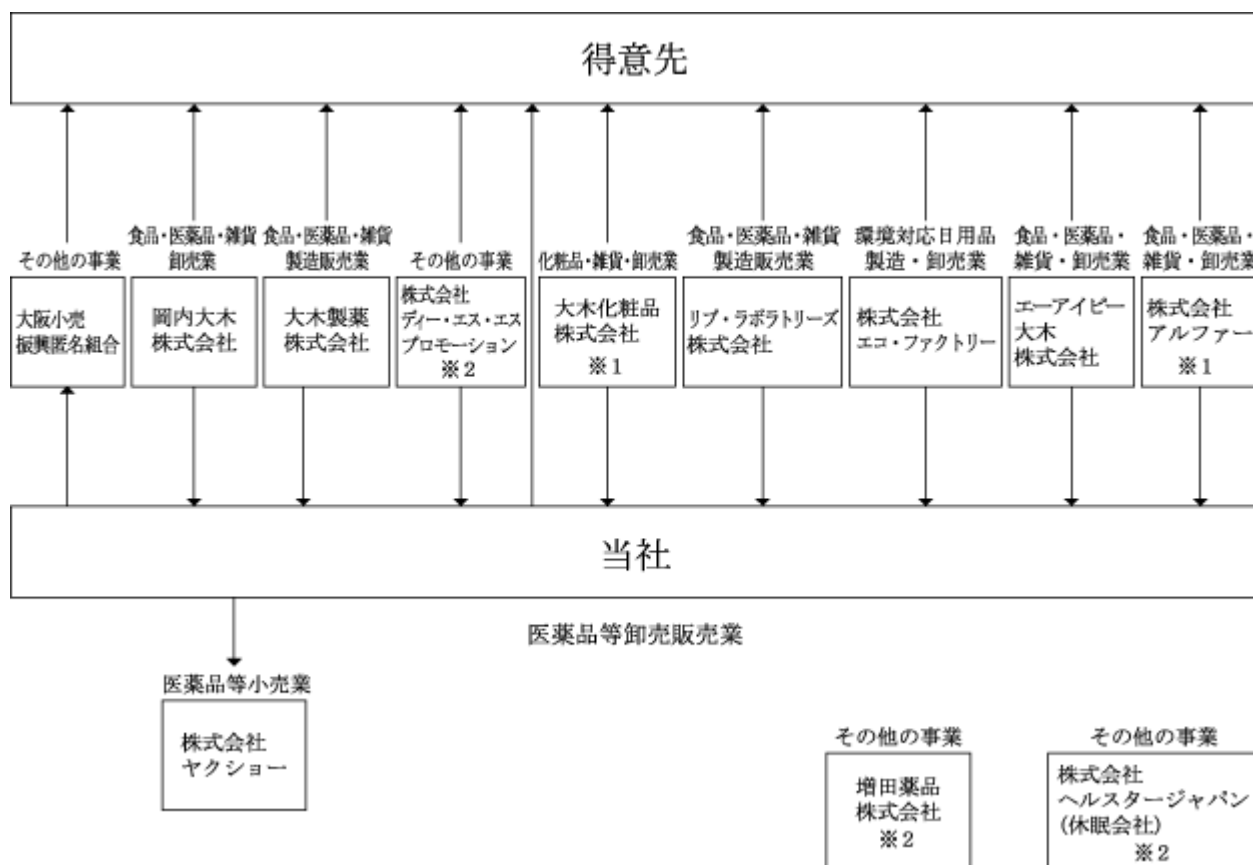 得意先
その他の事業
大阪小売
振興匿名組合
食品・医薬品・雑貨
卸売業
岡内大木
株式会社
食品・医薬品・雑貨
製造販売業
大木製薬
株式会社
その他の事業
株式会社
ディー・エス・エス
プロモーション
※2
化粧品・雑貨・卸売業
大木化粧品
株式会社
※1
食品・医薬品・雑貨
製造販売業
リブ・ラボラトリーズ
株式会社
環境対応日用品
製造・卸売業
株式会社
エコ・ファクトリー
食品・医薬品・
雑貨・卸売業
エーアイピー
大木
株式会社
食品・医薬品・
雑貨・卸売業
株式会社
アルファー
※1
当社
医薬品等卸売販売業
医薬品等小売業
株式会社
ヤクショー
その他の事業
増田薬品
株式会社
※2
その他の事業
株式会社
ヘルスタージャパン
(休眠会社)
※2